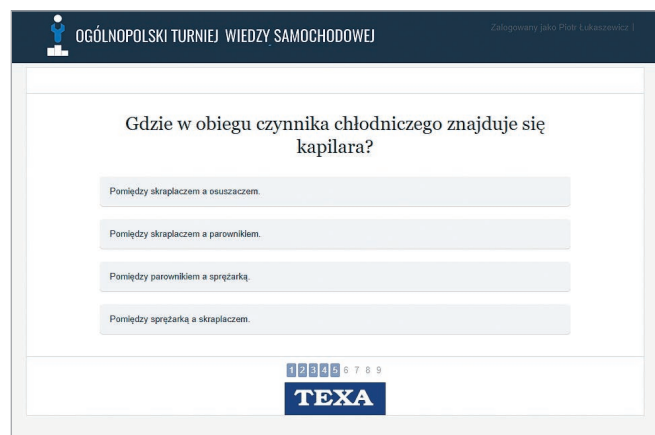 OGÓLNOPOLSKI TURNIEJ WIEDZY SAMOCHODOWEJ
Zalogowany jako Piotr Łukaszewicz |
Gdzie w obiegu czynnika chłodniczego znajduje się
kapilara?
Pomiędzy skraplaczem a osuszaczem.
Pomiędzy skraplaczem a parownikiem.
Pomiędzy parownikiem a sprężarką.
Pomiędzy sprężarką a skraplaczem.
1 2 3 4 5 6 7 8 9
TEXA